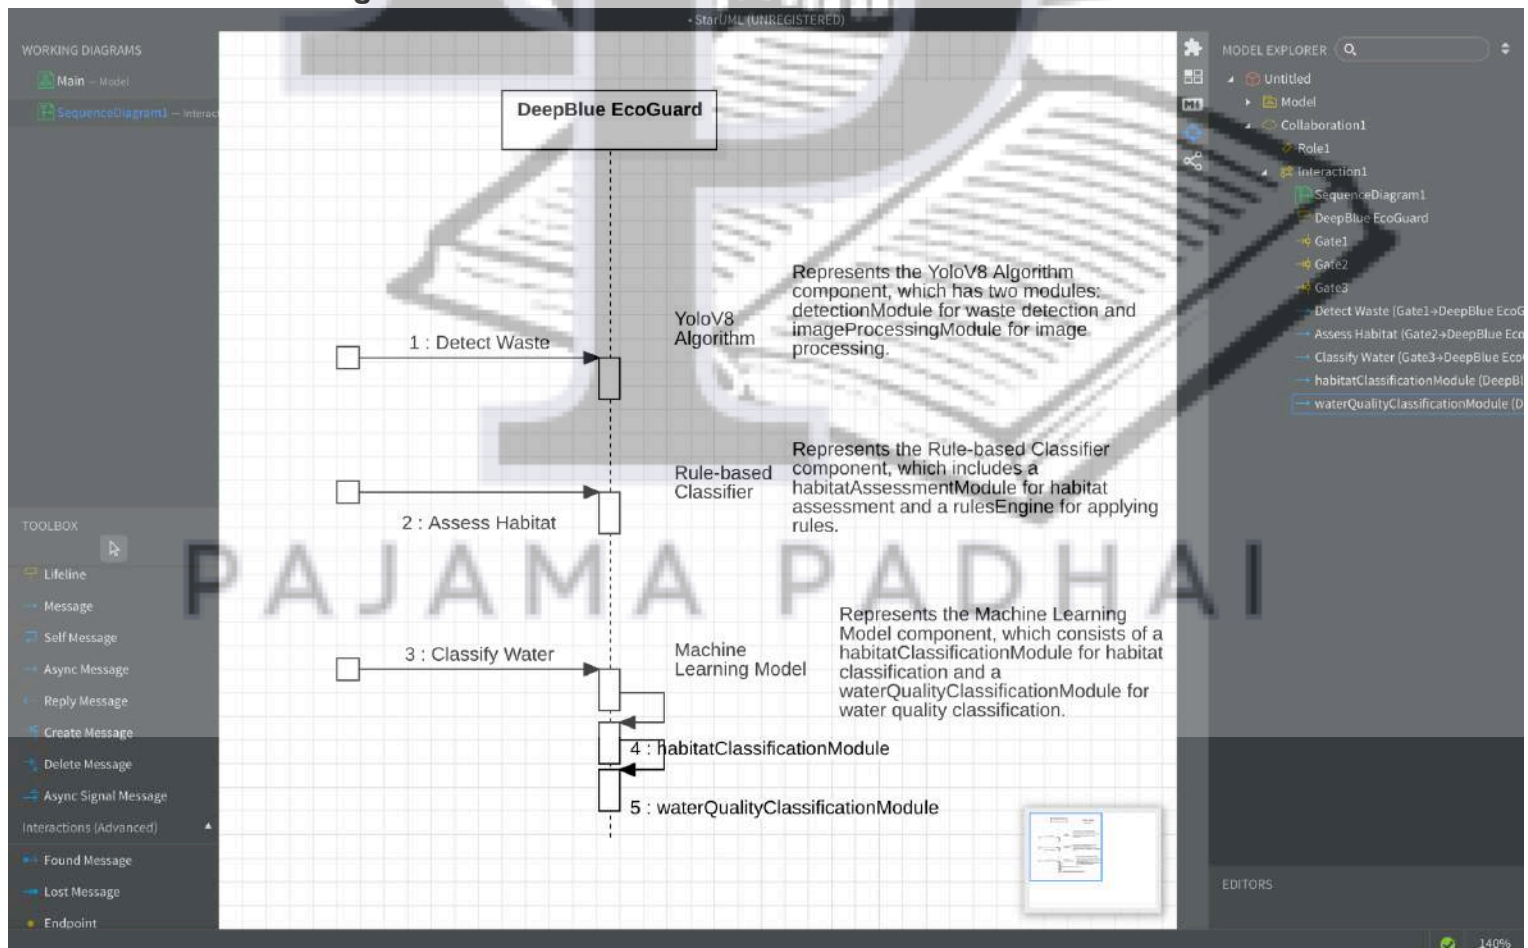 • StarUML (UNREGISTERED)
WORKING DIAGRAMS
Main — Model
SequenceDiagram1 — Interac
TOOLBOX
Lifeline
Message
Self Message
Async Message
Reply Message
Create Message
Delete Message
Async Signal Message
Interactions (Advanced)
Found Message
Lost Message
Endpoint
DeepBlue EcoGuard
1 : Detect Waste
YoloV8
Algorithm
Represents the YoloV8 Algorithm
component, which has two modules:
detectionModule for waste detection and
imageProcessingModule for image
processing.
2 : Assess Habitat
Rule-based
Classifier
Represents the Rule-based Classifier
component, which includes a
habitatAssessmentModule for habitat
assessment and a rulesEngine for applying
rules.
PAJAMA PADHAI
3 : Classify Water
Machine
Learning Model
Represents the Machine Learning
Model component, which consists of a
habitatClassificationModule for habitat
classification and a
waterQualityClassificationModule for
water quality classification.
4 : habitatClassificationModule
5 : waterQualityClassificationModule
MODEL EXPLORER
Untitled
Model
Collaboration1
Role1
Interaction1
SequenceDiagram1
DeepBlue EcoGuard
Gate1
Gate2
Gate3
Detect Waste (Gate1→DeepBlue EcoG
Assess Habitat (Gate2→DeepBlue Eco
Classify Water (Gate3→DeepBlue Eco
habitatClassificationModule (DeepBl
waterQualityClassificationModule (D
EDITORS
140%